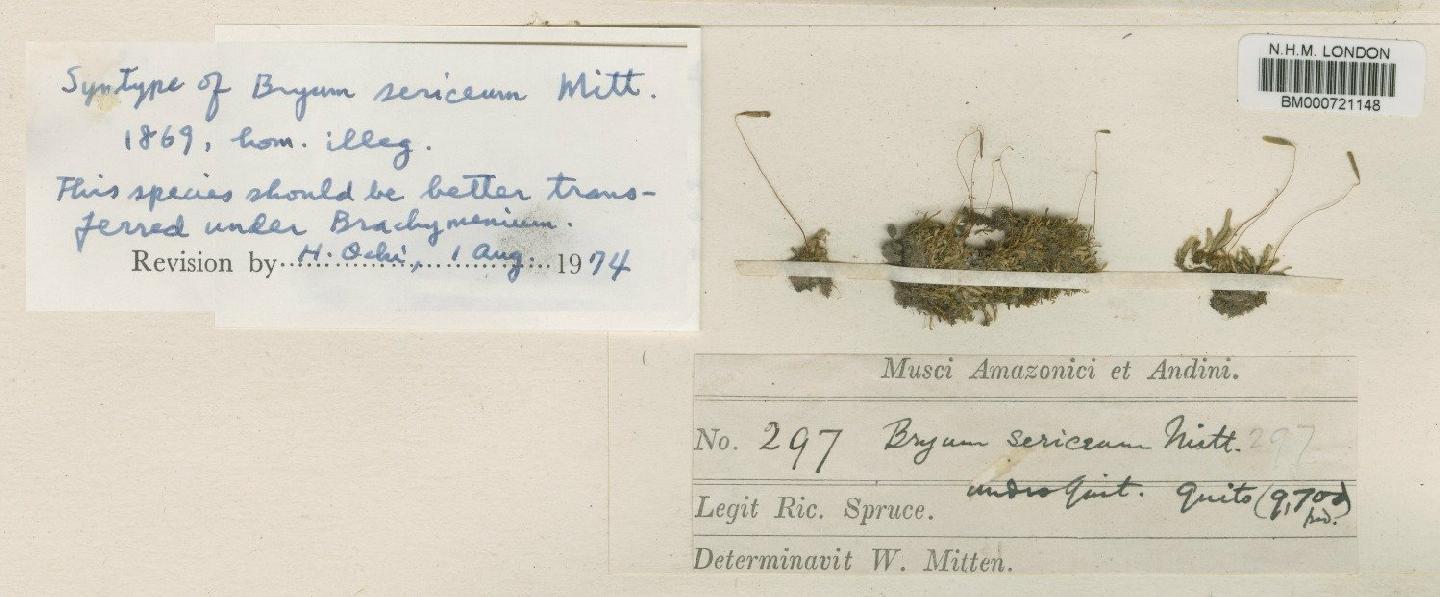 Syntype of Bryum sericeum Mitt.
1869, hom. illeg.
This species should be better trans-
ferred under Brachymenium.
Revision by H. Ochi, 1 Aug. 1974
N.H.M. LONDON
BM000721148
Musci Amazonici et Andini.
No. 297 Bryum sericeum Mitt. 297
Quito (9,700 ped.)
Legit Ric. Spruce.
Determinavit W. Mitten.